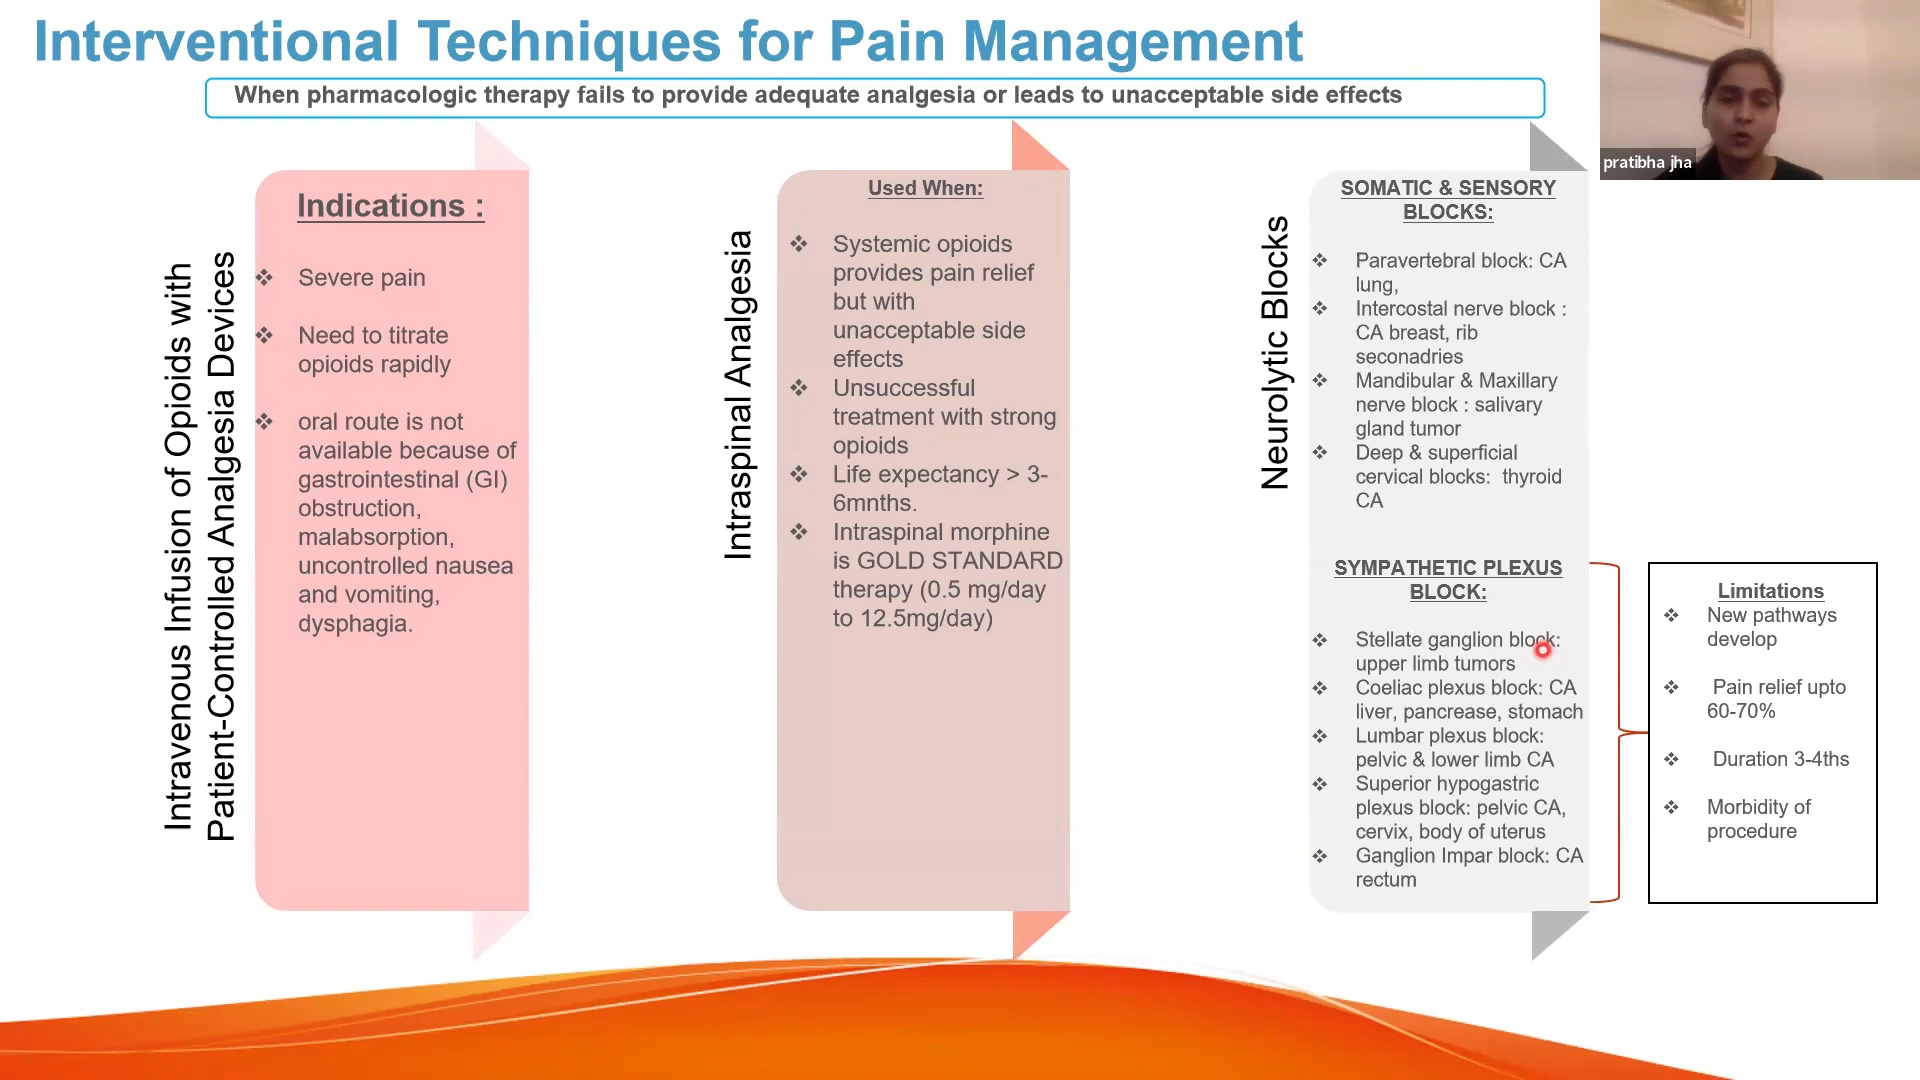 Interventional Techniques for Pain Management
When pharmacologic therapy fails to provide adequate analgesia or leads to unacceptable side effects
pratibha jha
Intravenous Infusion of Opioids with
Patient-Controlled Analgesia Devices
Indications :
Severe pain
Need to titrate
opioids rapidly
oral route is not
available because of
gastrointestinal (GI)
obstruction,
malabsorption,
uncontrolled nausea
and vomiting,
dysphagia.
Intraspinal Analgesia
Used When:
Systemic opioids
provides pain relief
but with
unacceptable side
effects
Unsuccessful
treatment with strong
opioids
Life expectancy > 3-
6mnths.
Intraspinal morphine
is GOLD STANDARD
therapy (0.5 mg/day
to 12.5mg/day)
Neurolytic Blocks
SOMATIC & SENSORY
BLOCKS:
Paravertebral block: CA
lung,
Intercostal nerve block :
CA breast, rib
seconadries
Mandibular & Maxillary
nerve block : salivary
gland tumor
Deep & superficial
cervical blocks: thyroid
CA
SYMPATHETIC PLEXUS
BLOCK:
Stellate ganglion block:
upper limb tumors
Coeliac plexus block: CA
liver, pancrease, stomach
Lumbar plexus block:
pelvic & lower limb CA
Superior hypogastric
plexus block: pelvic CA,
cervix, body of uterus
Ganglion Impar block: CA
rectum
Limitations
New pathways
develop
Pain relief upto
60-70%
Duration 3-4ths
Morbidity of
procedure